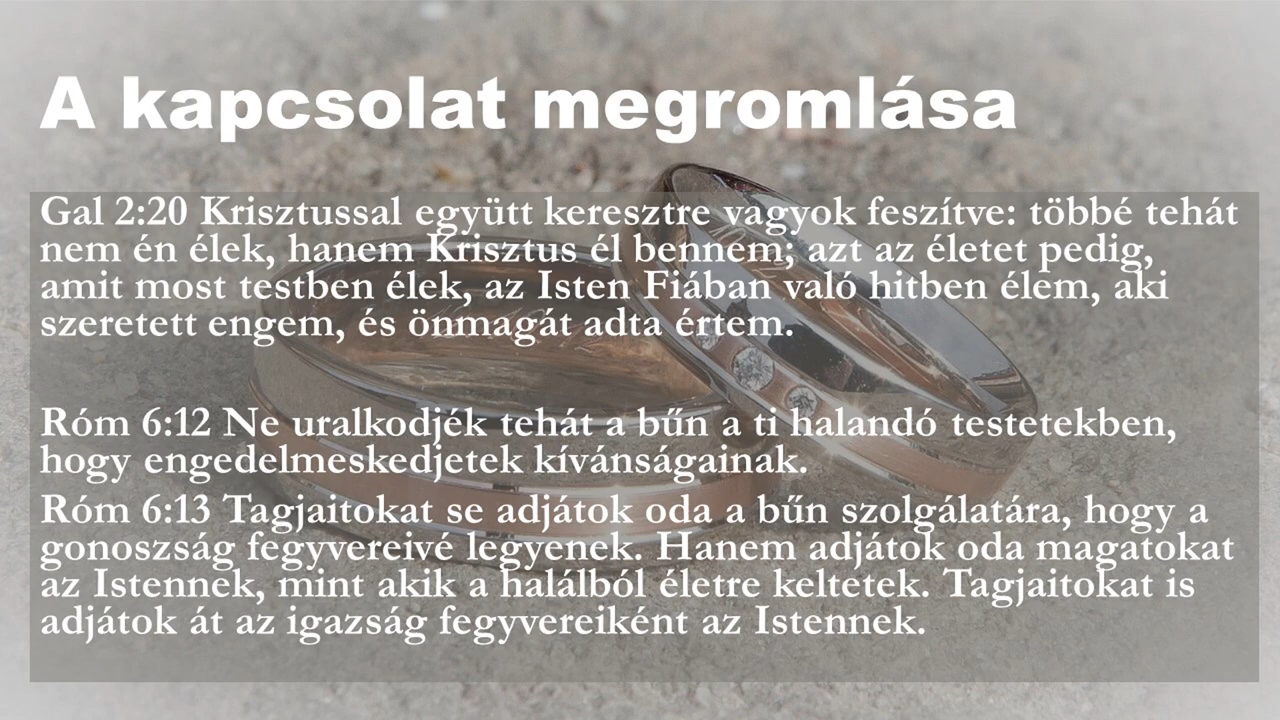 A kapcsolat megromlása
Gal 2:20 Krisztussal együtt keresztre vagyok feszítve: többé tehát
nem én élek, hanem Krisztus él bennem; azt az életet pedig,
amit most testben élek, az Isten Fiában való hitben élem, aki
szeretett engem, és önmagát adta értem.
Róm 6:12 Ne uralkodjék tehát a bűn a ti halandó testetekben,
hogy engedelmeskedjetek kívánságainak.
Róm 6:13 Tagjaitokat se adjátok oda a bűn szolgálatára, hogy a
gonoszság fegyvereivé legyenek. Hanem adjátok oda magatokat
az Istennek, mint akik a halálból életre keltetek. Tagjaitokat is
adjátok át az igazság fegyvereiként az Istennek.